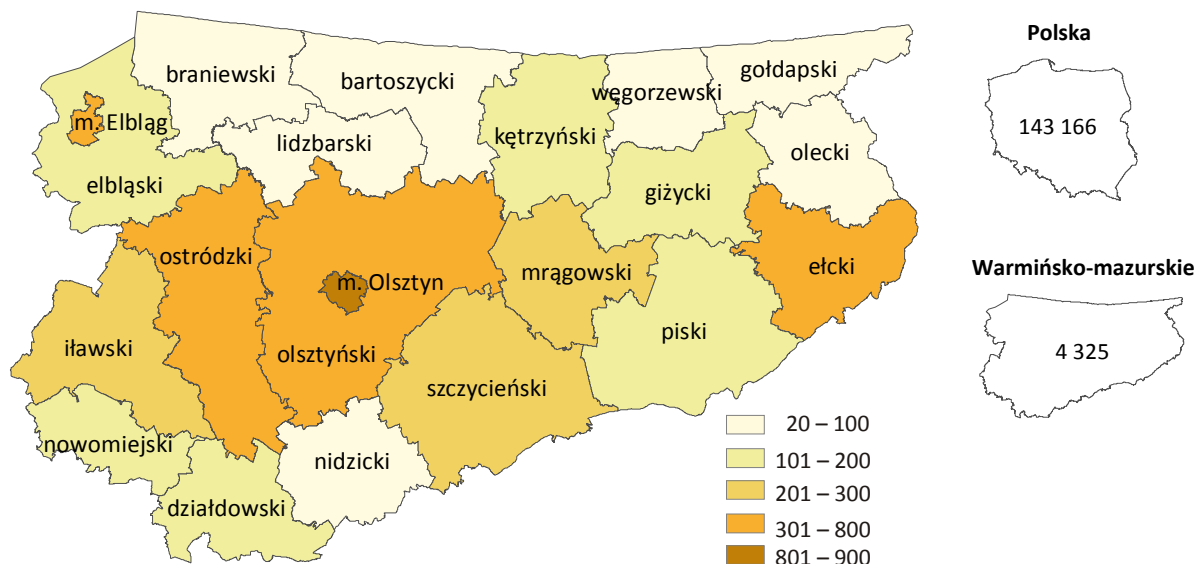 braniewski
bartoszycki
węgorzewski
gołdapski
m. Elbląg
lidzbarski
kętrzyński
olecki
elbląski
giżycki
ostródzki
m. Olsztyn
mrągowski
ełcki
iławski
olsztyński
piski
szczycieński
nowomiejski
nidzicki
działdowski
20 – 100
101 – 200
201 – 300
301 – 800
801 – 900
Polska
143 166
Warmińsko-mazurskie
4 325